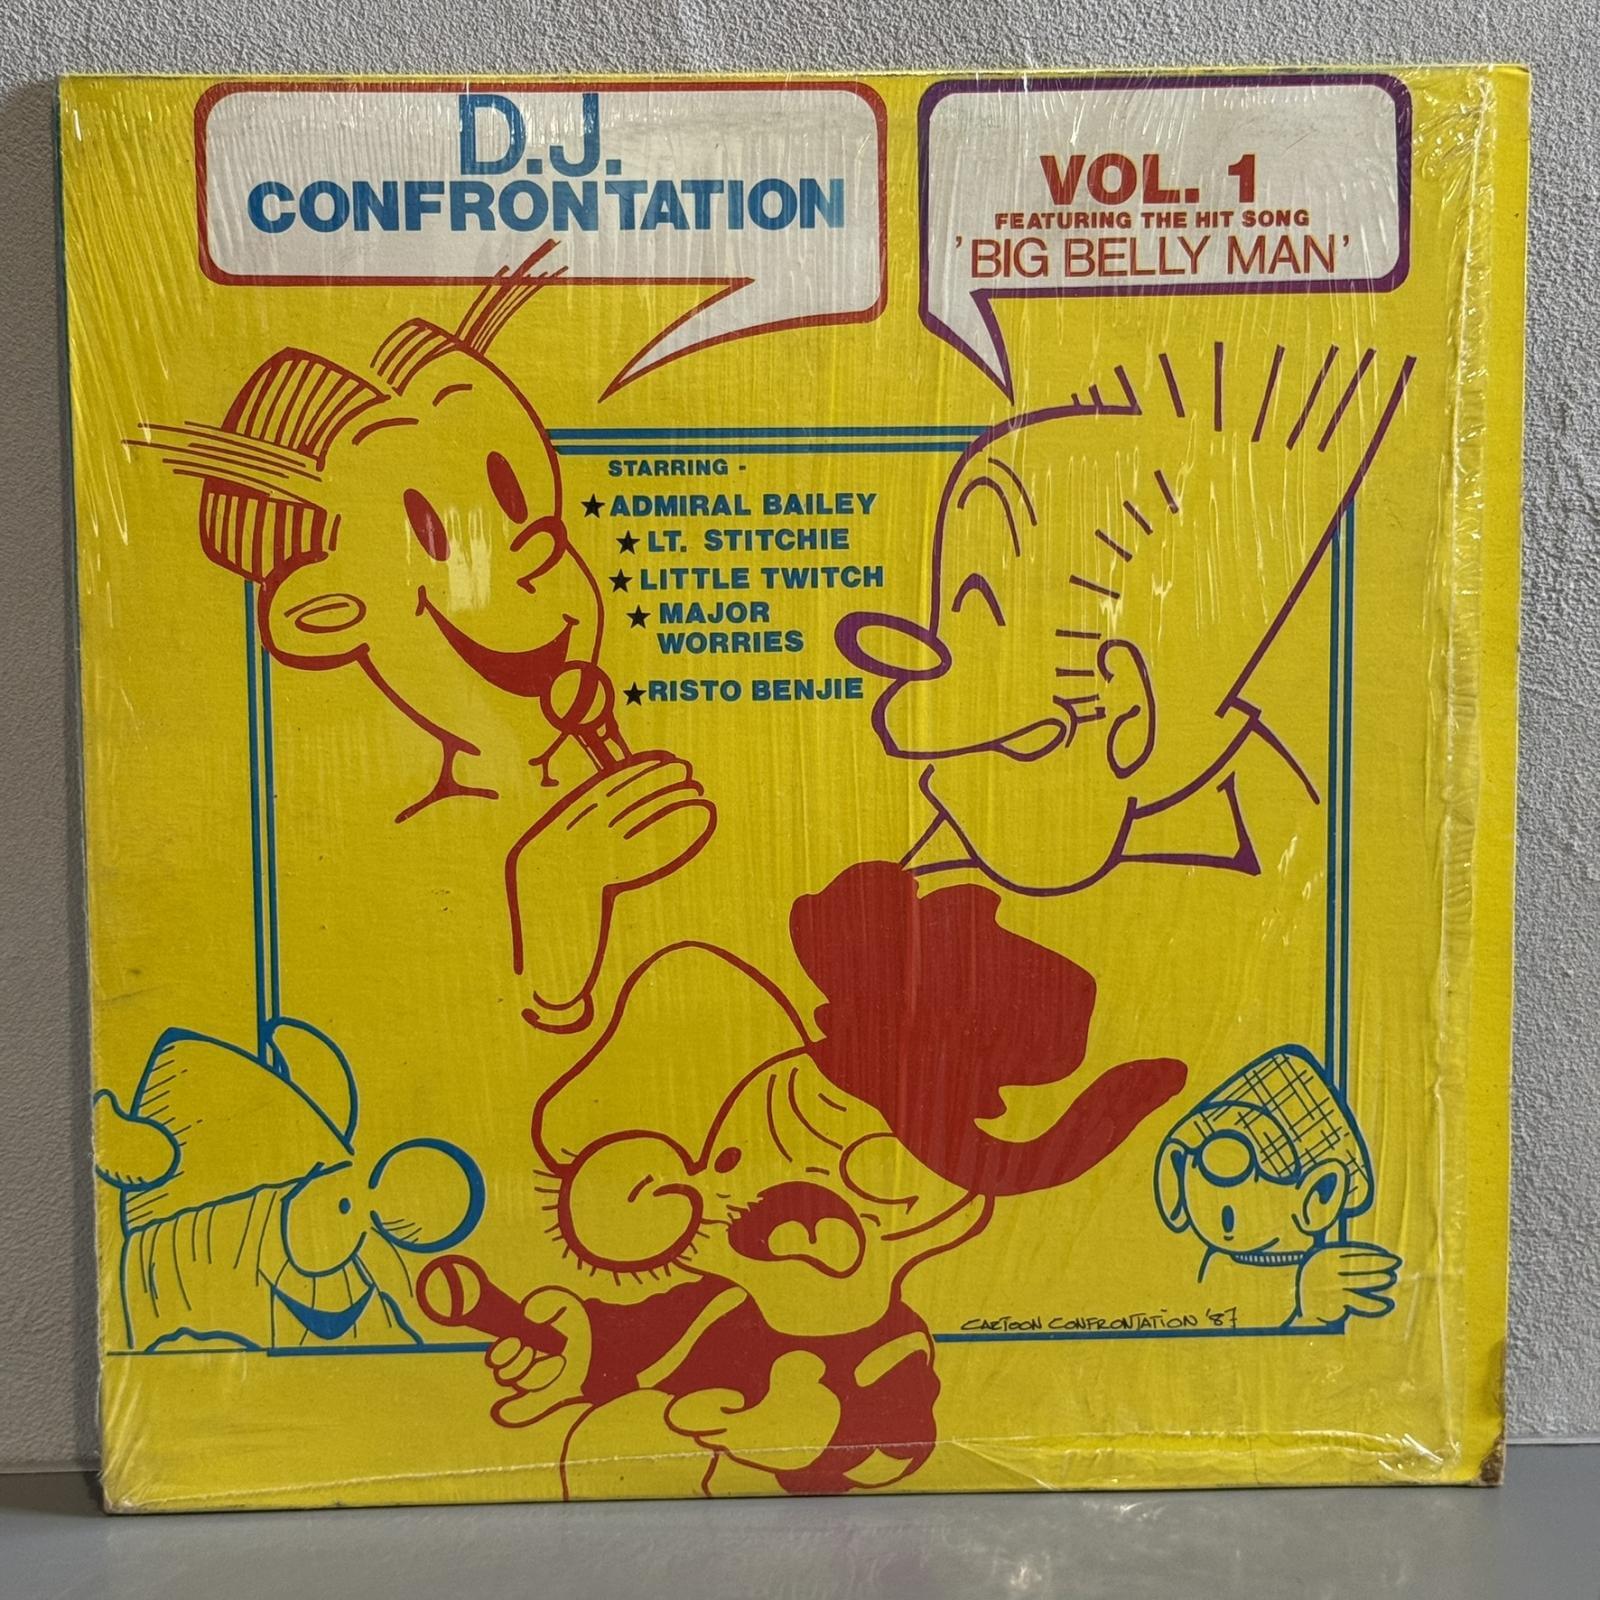 D.J.
CONFRONTATION
VOL. 1
FEATURING THE HIT SONG
'BIG BELLY MAN'
STARRING -
★ADMIRAL BAILEY
★LT. STITCHIE
★LITTLE TWITCH
★MAJOR
WORRIES
★RISTO BENJIE
CARTOON CONFRONTATION '87